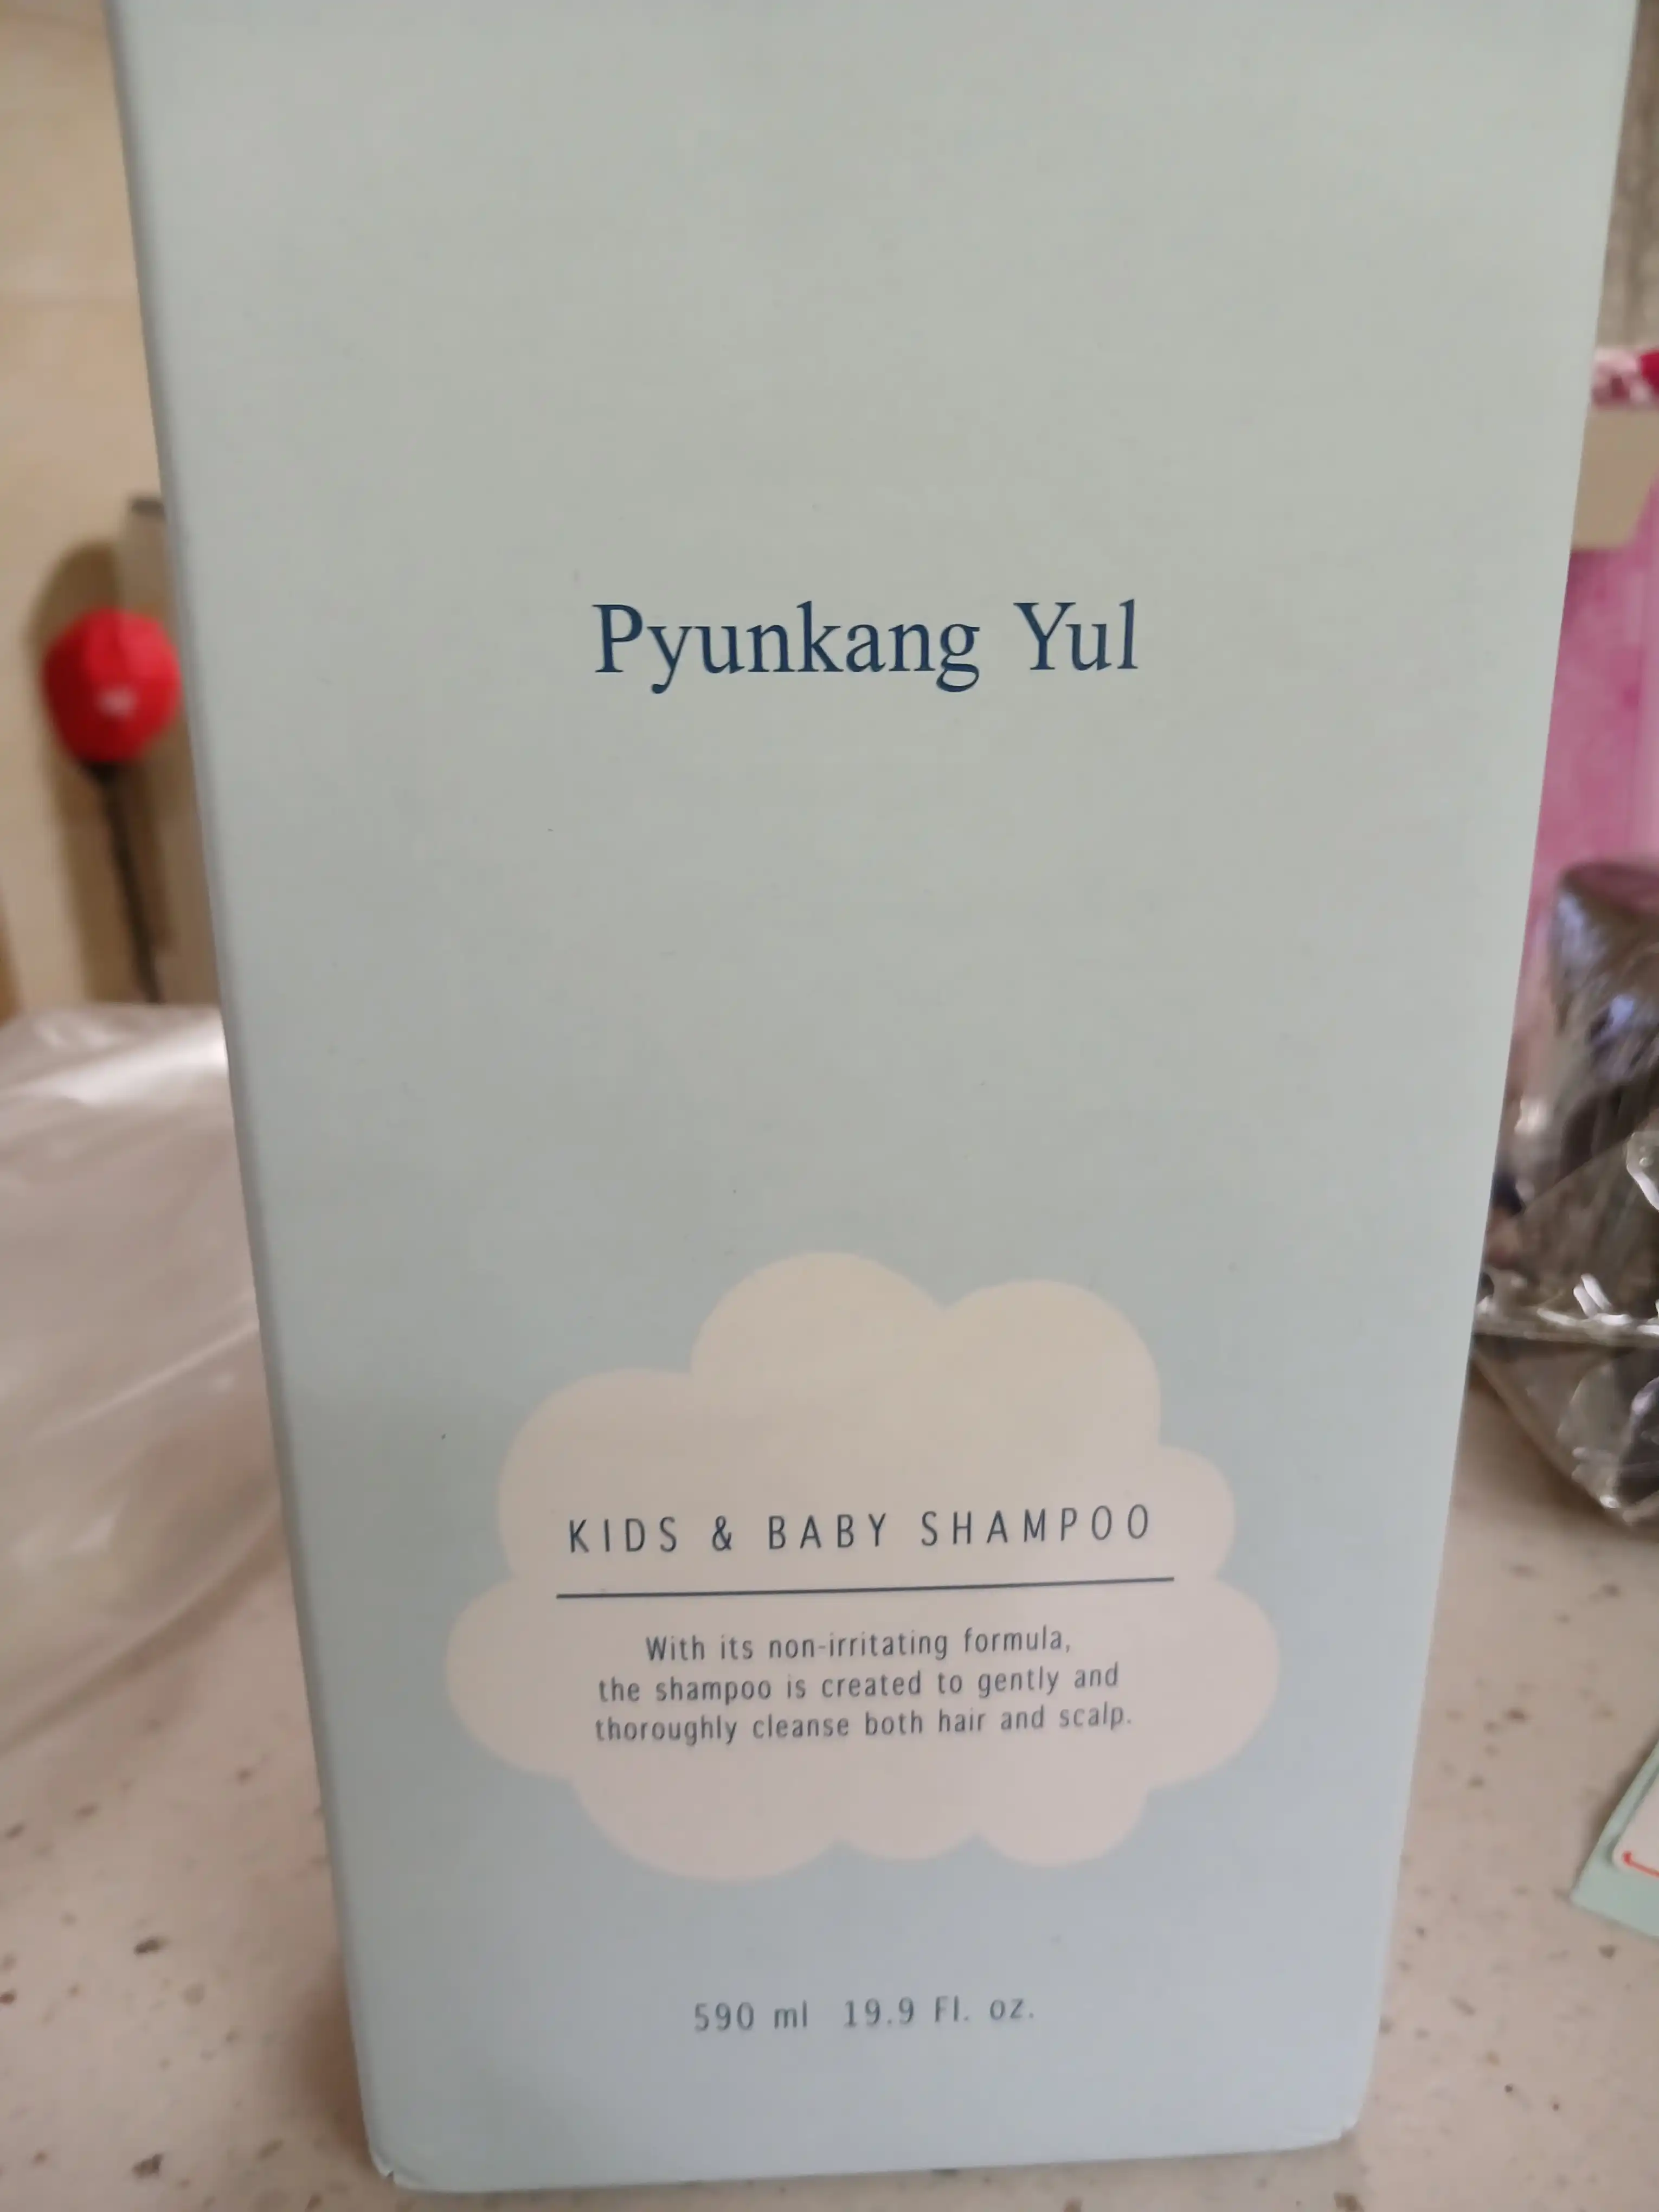 Pyunkang Yul
KIDS & BABY SHAMPOO
With its non-irritating formula,
the shampoo is created to gently and
thoroughly cleanse both hair and scalp.
590 ml 19.9 Fl. oz.